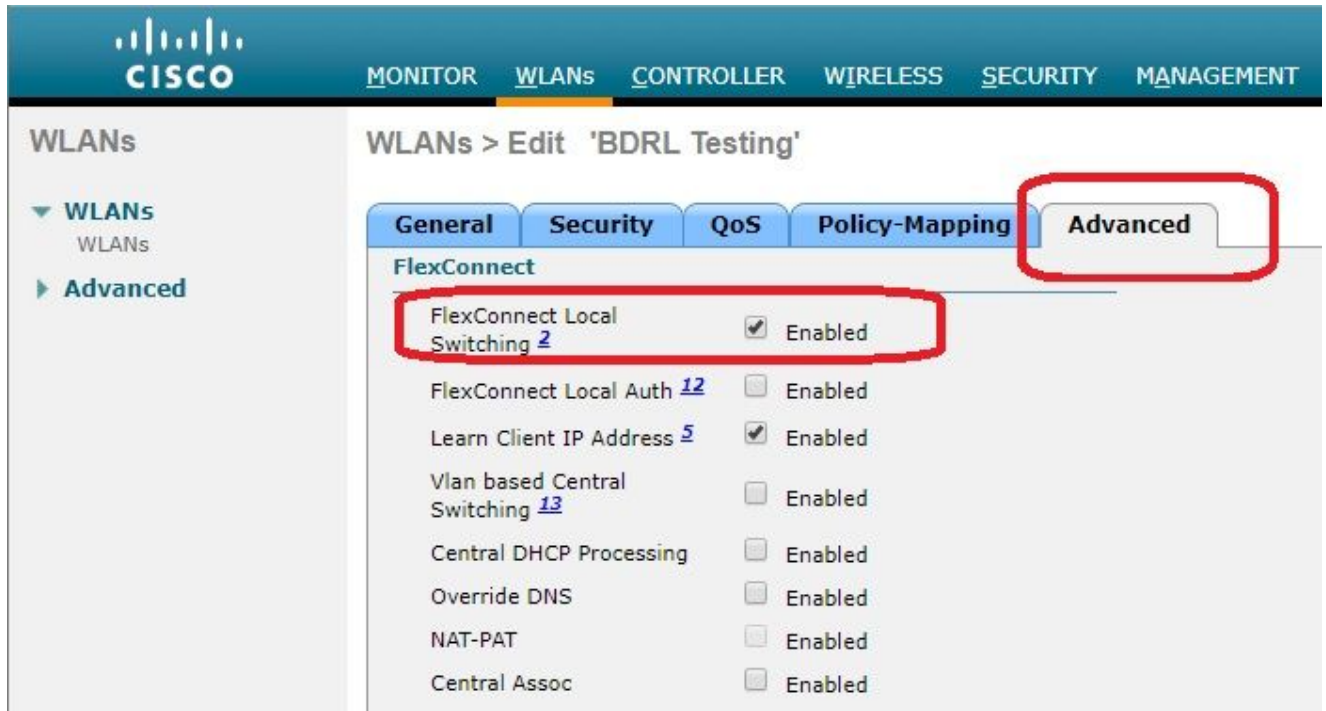 CISCO
MONITOR WLANs CONTROLLER WIRELESS SECURITY MANAGEMENT
WLANs
WLANs > Edit 'BDRL Testing'
WLANs
WLANs
Advanced
General Security QoS Policy-Mapping Advanced
FlexConnect
FlexConnect Local
Switching 2 Enabled
FlexConnect Local Auth 12 Enabled
Learn Client IP Address 5 Enabled
Vlan based Central
Switching 13 Enabled
Central DHCP Processing Enabled
Override DNS Enabled
NAT-PAT Enabled
Central Assoc Enabled